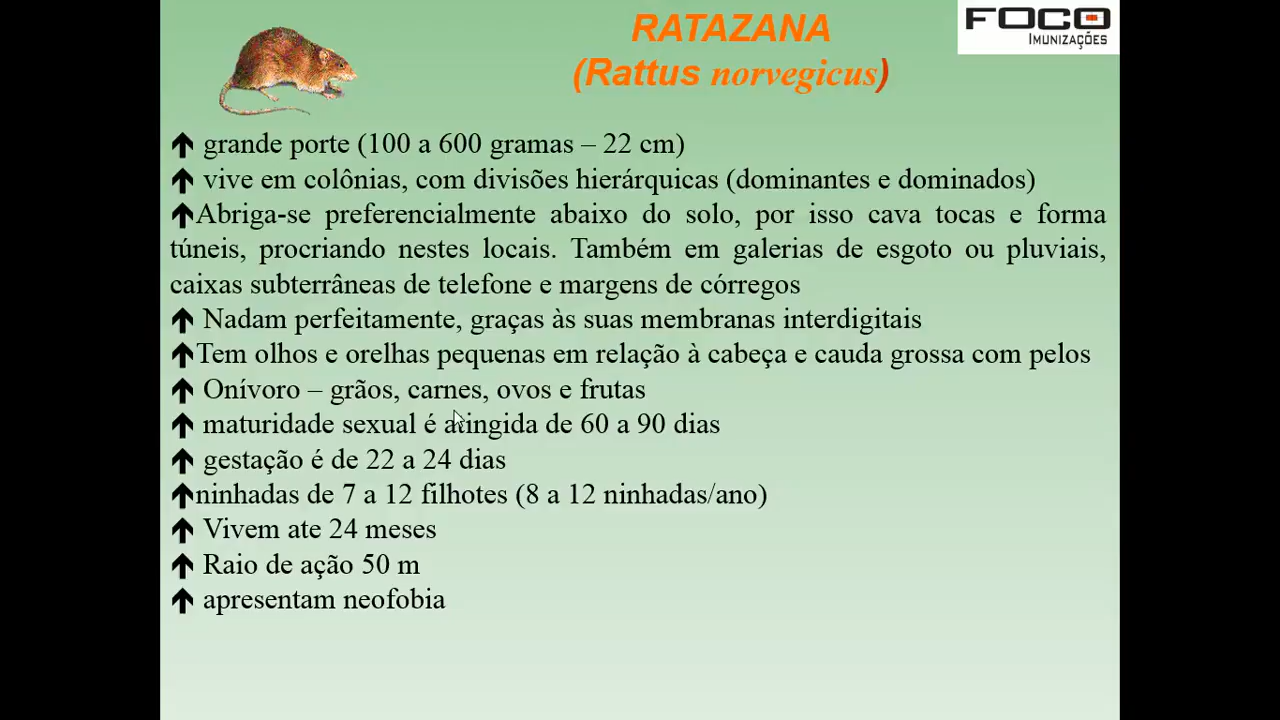 RATAZANA
(Rattus norvegicus)
FOCO
IMUNIZAÇÕES
grande porte (100 a 600 gramas – 22 cm)
vive em colônias, com divisões hierárquicas (dominantes e dominados)
Abriga-se preferencialmente abaixo do solo, por isso cava tocas e forma
túneis, procriando nestes locais. Também em galerias de esgoto ou pluviais,
caixas subterrâneas de telefone e margens de córregos
Nadam perfeitamente, graças às suas membranas interdigitais
Tem olhos e orelhas pequenas em relação à cabeça e cauda grossa com pelos
Onívoro – grãos, carnes, ovos e frutas
maturidade sexual é atingida de 60 a 90 dias
gestação é de 22 a 24 dias
ninhadas de 7 a 12 filhotes (8 a 12 ninhadas/ano)
Vivem ate 24 meses
Raio de ação 50 m
apresentam neofobia